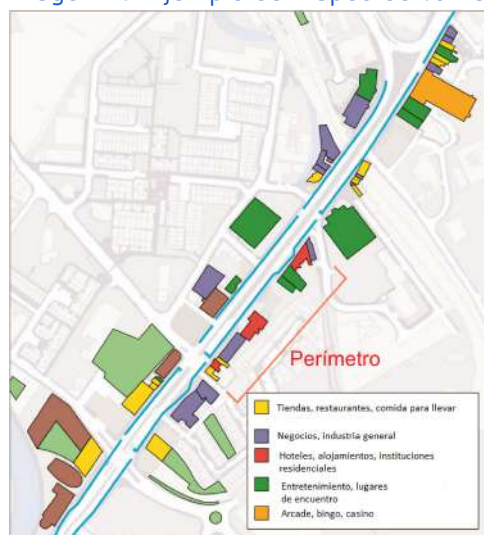 Perímetro
Tiendas, restaurantes, comida para llevar
Negocios, industria general
Hoteles, alojamientos, instituciones
residenciales
Entretenimiento, lugares
de encuentro
Arcade, bingo, casino